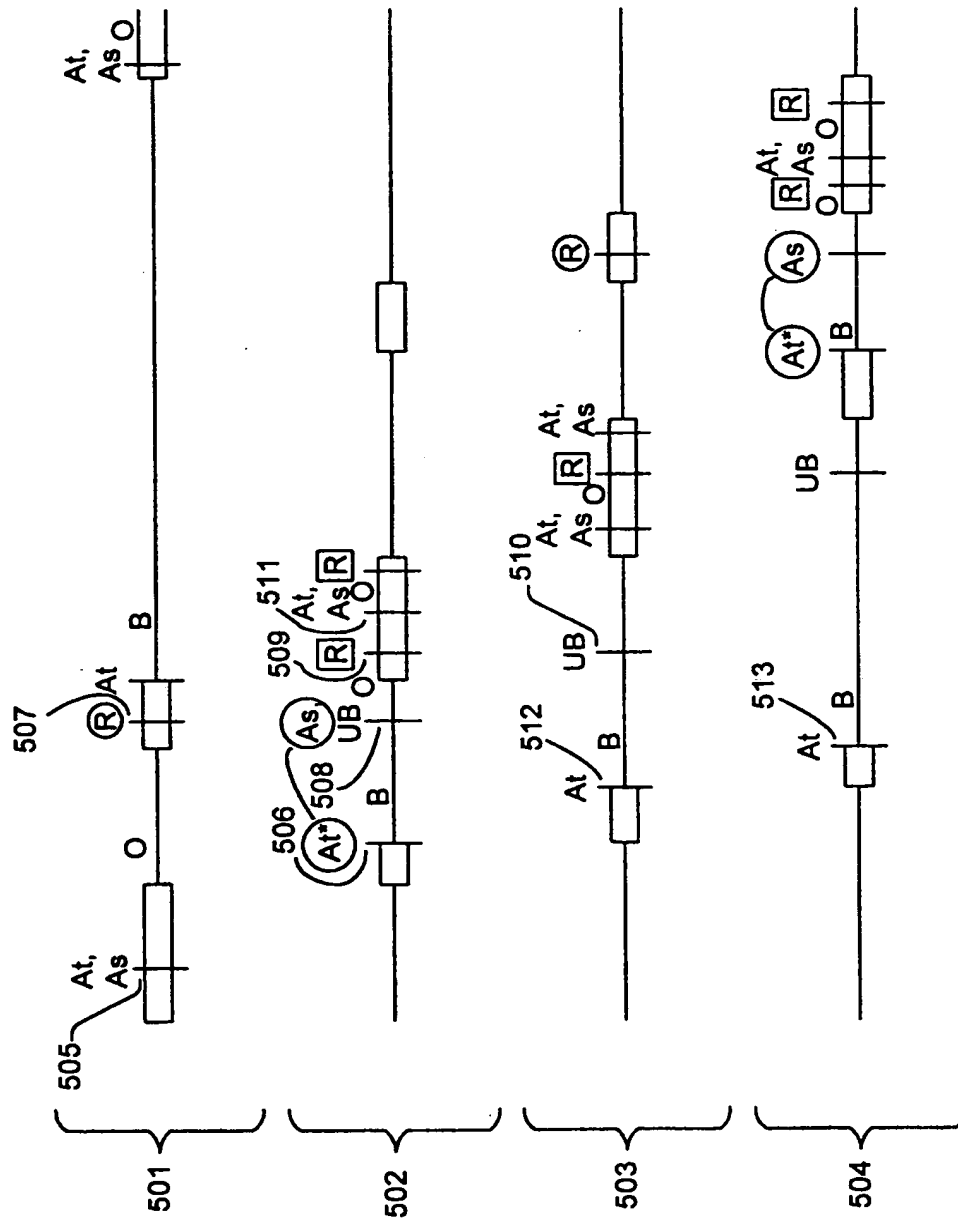 501
505
At,
As
O
507
R
At
B
At,
As
O
502
506
At*
B
508
As,
UB
O
509
R
511
At,
As
O
R
503
At
512
B
UB
510
At,
As
O
R
At,
As
R
504
At
513
B
UB
At*
B
As
O
R
At,
As
O
R